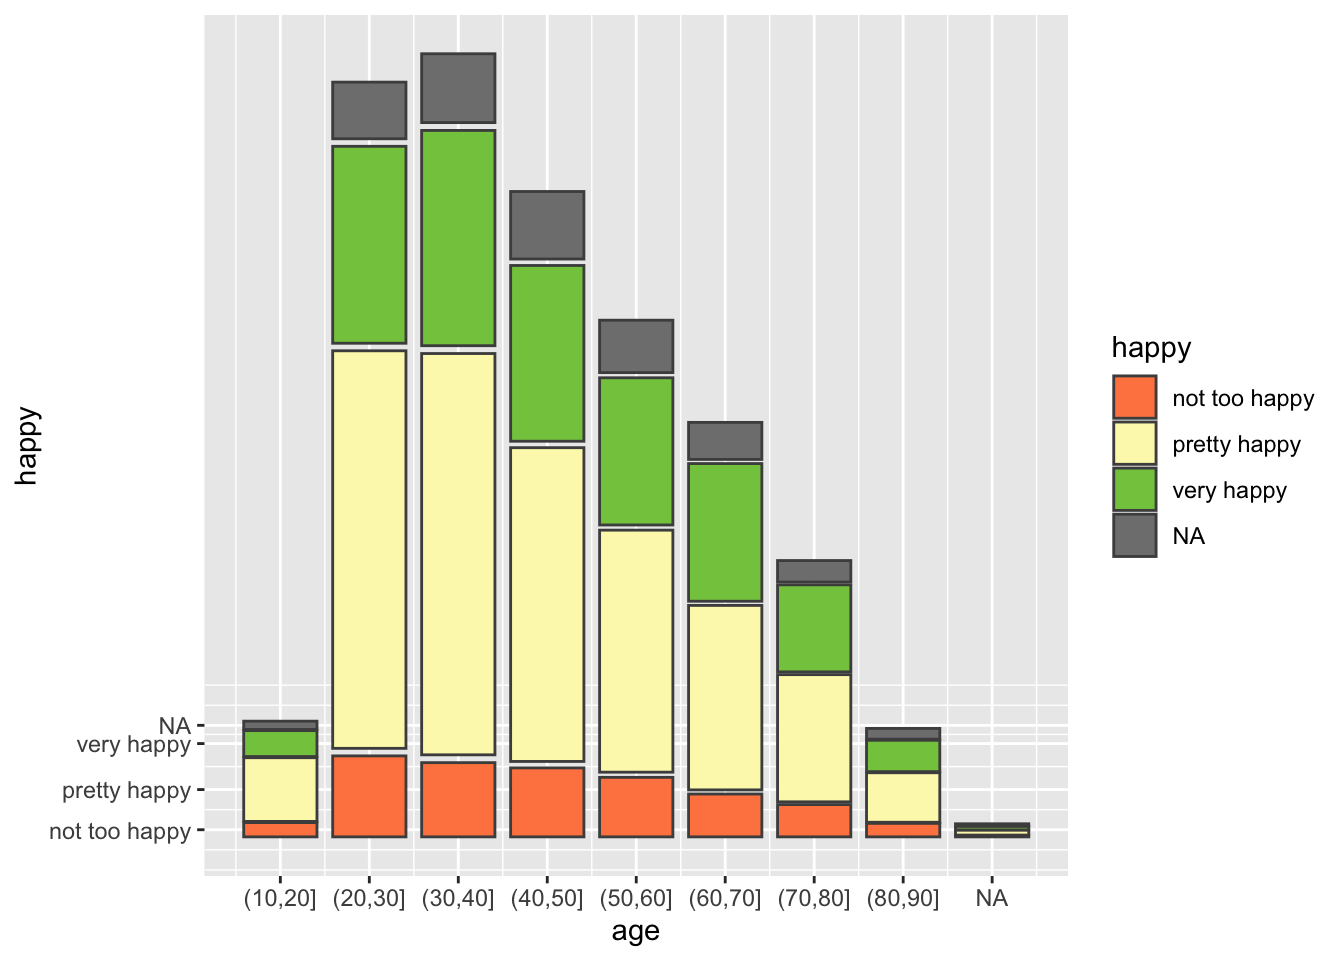 happy
NA
very happy
pretty happy
not too happy
(10,20] (20,30] (30,40] (40,50] (50,60] (60,70] (70,80] (80,90] NA
age
happy
not too happy
pretty happy
very happy
NA